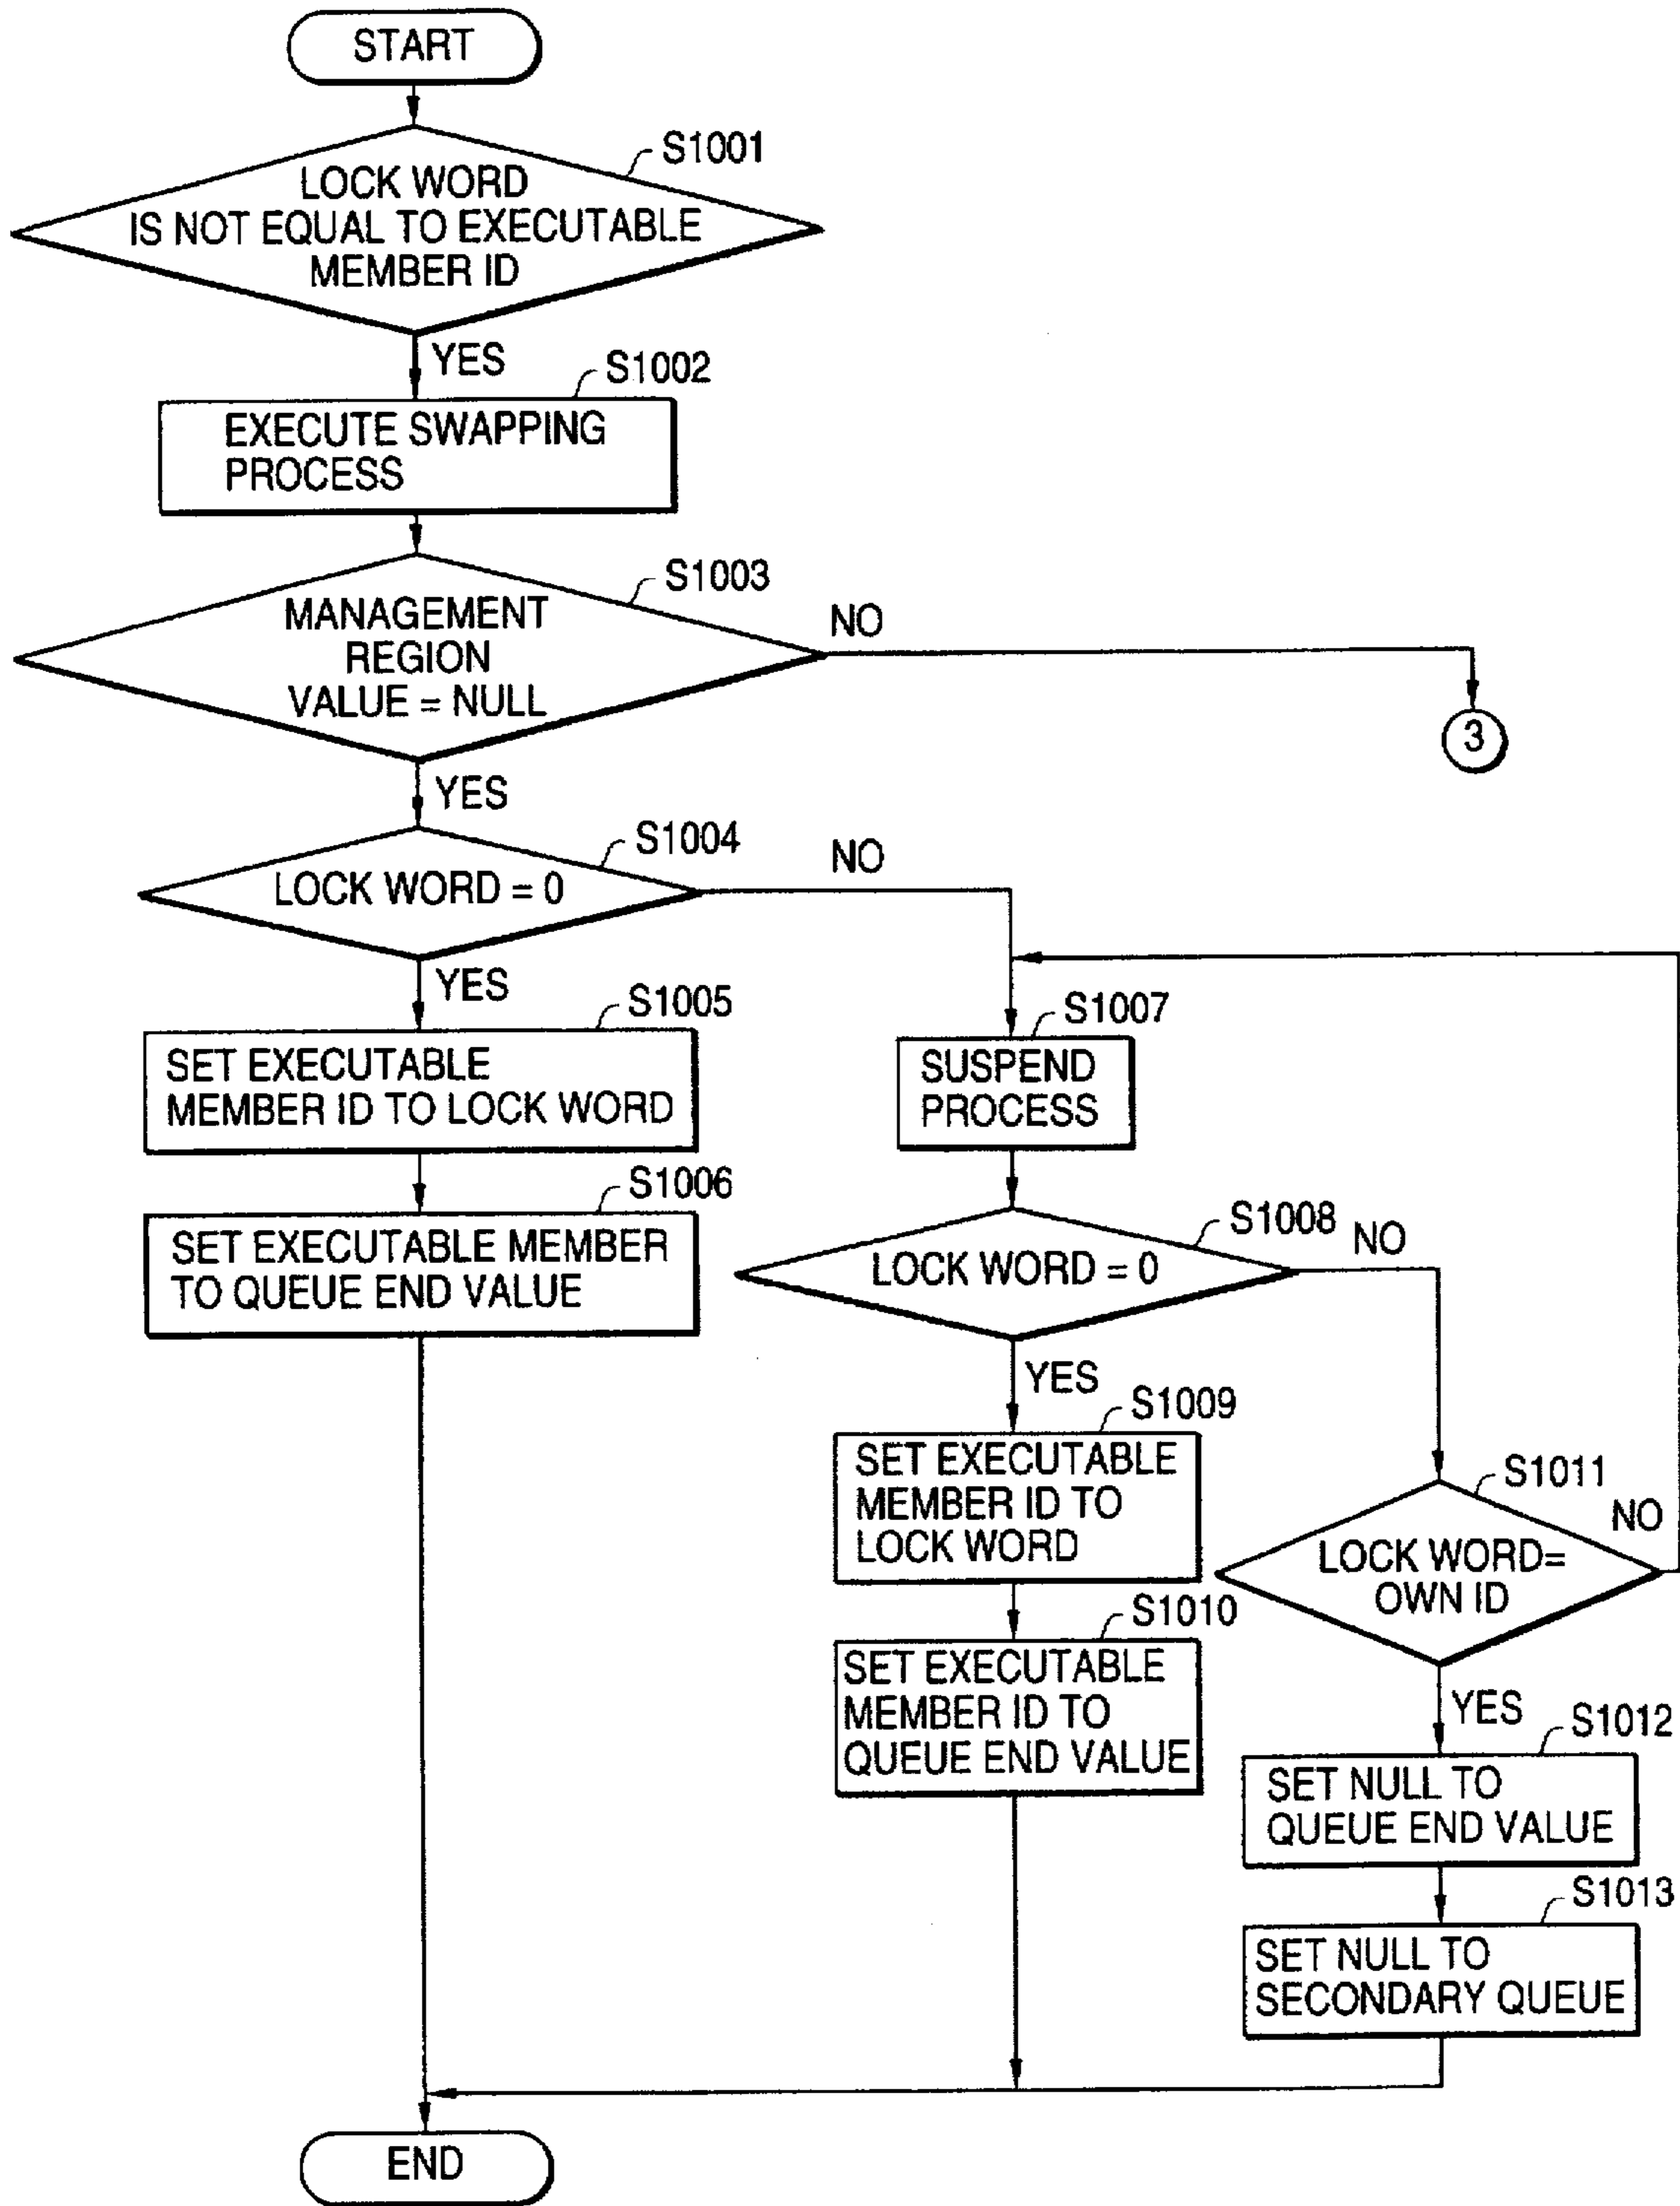 START
S1001
LOCK WORD
IS NOT EQUAL TO EXECUTABLE
MEMBER ID
YES
S1002
EXECUTE SWAPPING
PROCESS
S1003
MANAGEMENT
REGION
VALUE = NULL
NO
3
YES
S1004
LOCK WORD = 0
NO
YES
S1005
SET EXECUTABLE
MEMBER ID TO LOCK WORD
S1006
SET EXECUTABLE MEMBER
TO QUEUE END VALUE
S1007
SUSPEND
PROCESS
S1008
LOCK WORD = 0
NO
YES
S1009
SET EXECUTABLE
MEMBER ID TO
LOCK WORD
S1010
SET EXECUTABLE
MEMBER ID TO
QUEUE END VALUE
S1011
LOCK WORD=
OWN ID
NO
YES
S1012
SET NULL TO
QUEUE END VALUE
S1013
SET NULL TO
SECONDARY QUEUE
END